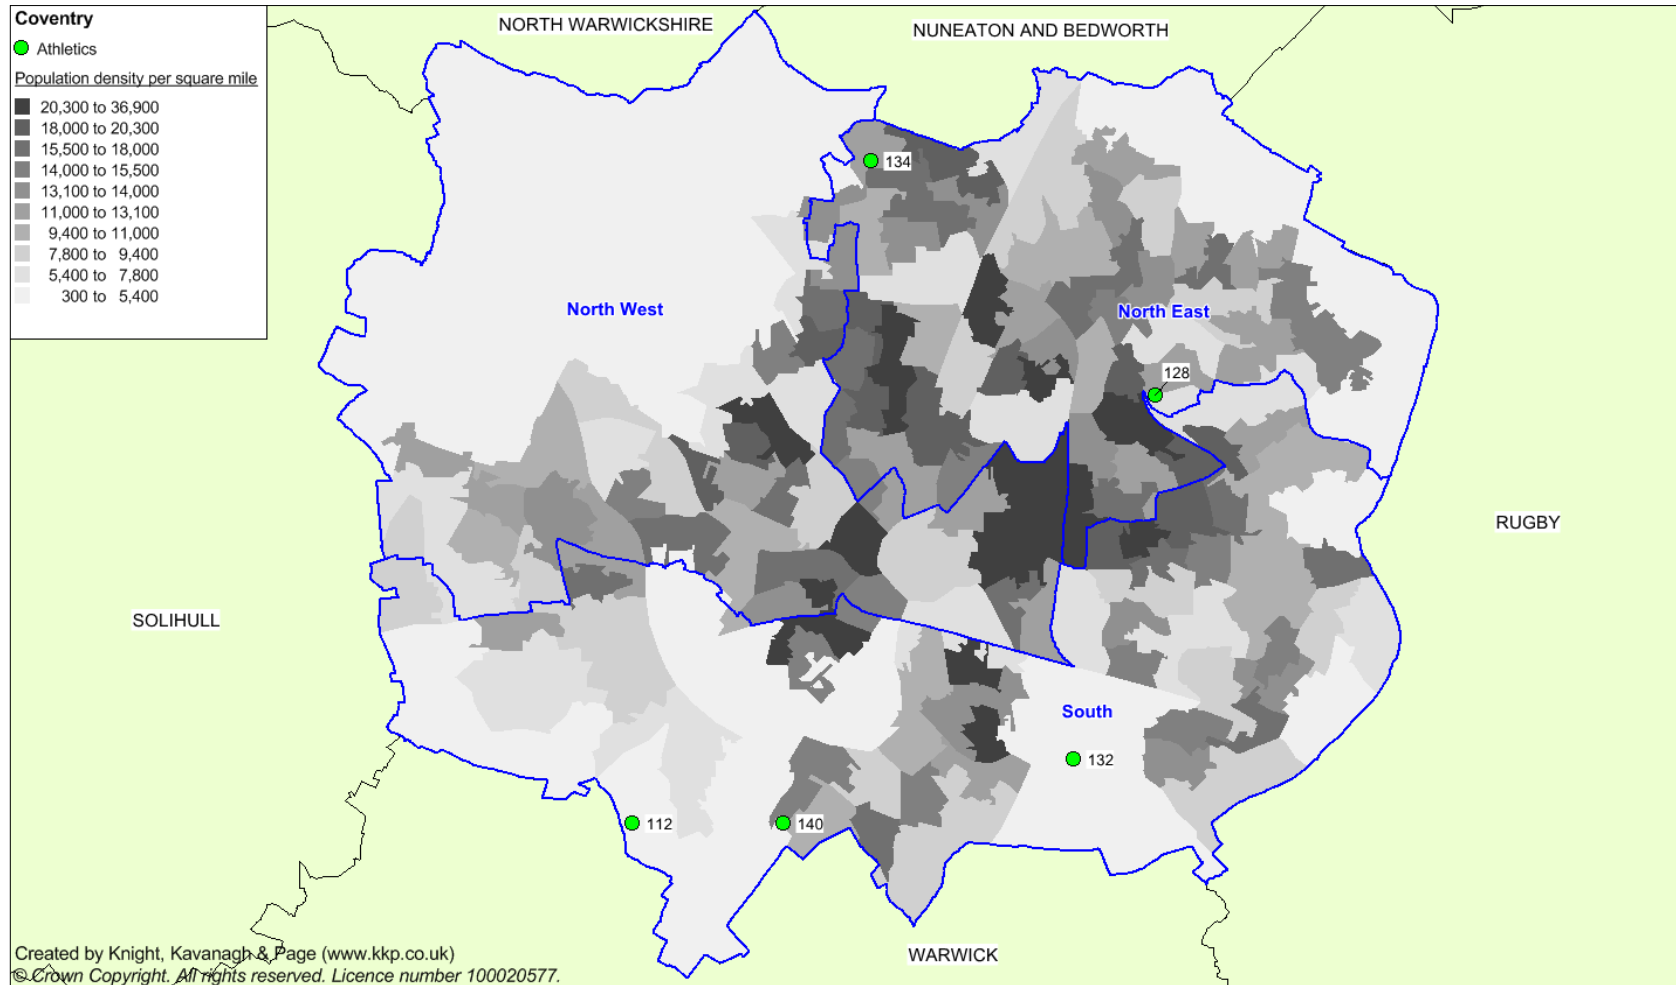 Coventry
Athletics
Population density per square mile
20,300 to 36,900
18,000 to 20,300
15,500 to 18,000
14,000 to 15,500
13,100 to 14,000
11,000 to 13,100
9,400 to 11,000
7,800 to 9,400
5,400 to 7,800
300 to 5,400
NORTH WARWICKSHIRE
NUNEATON AND BEDWORTH
134
North West
North East
128
RUGBY
SOLIHULL
South
132
112
140
WARWICK
Created by Knight, Kavanagh & Page (www.kkp.co.uk)
© Crown Copyright. All rights reserved. Licence number 100020577.